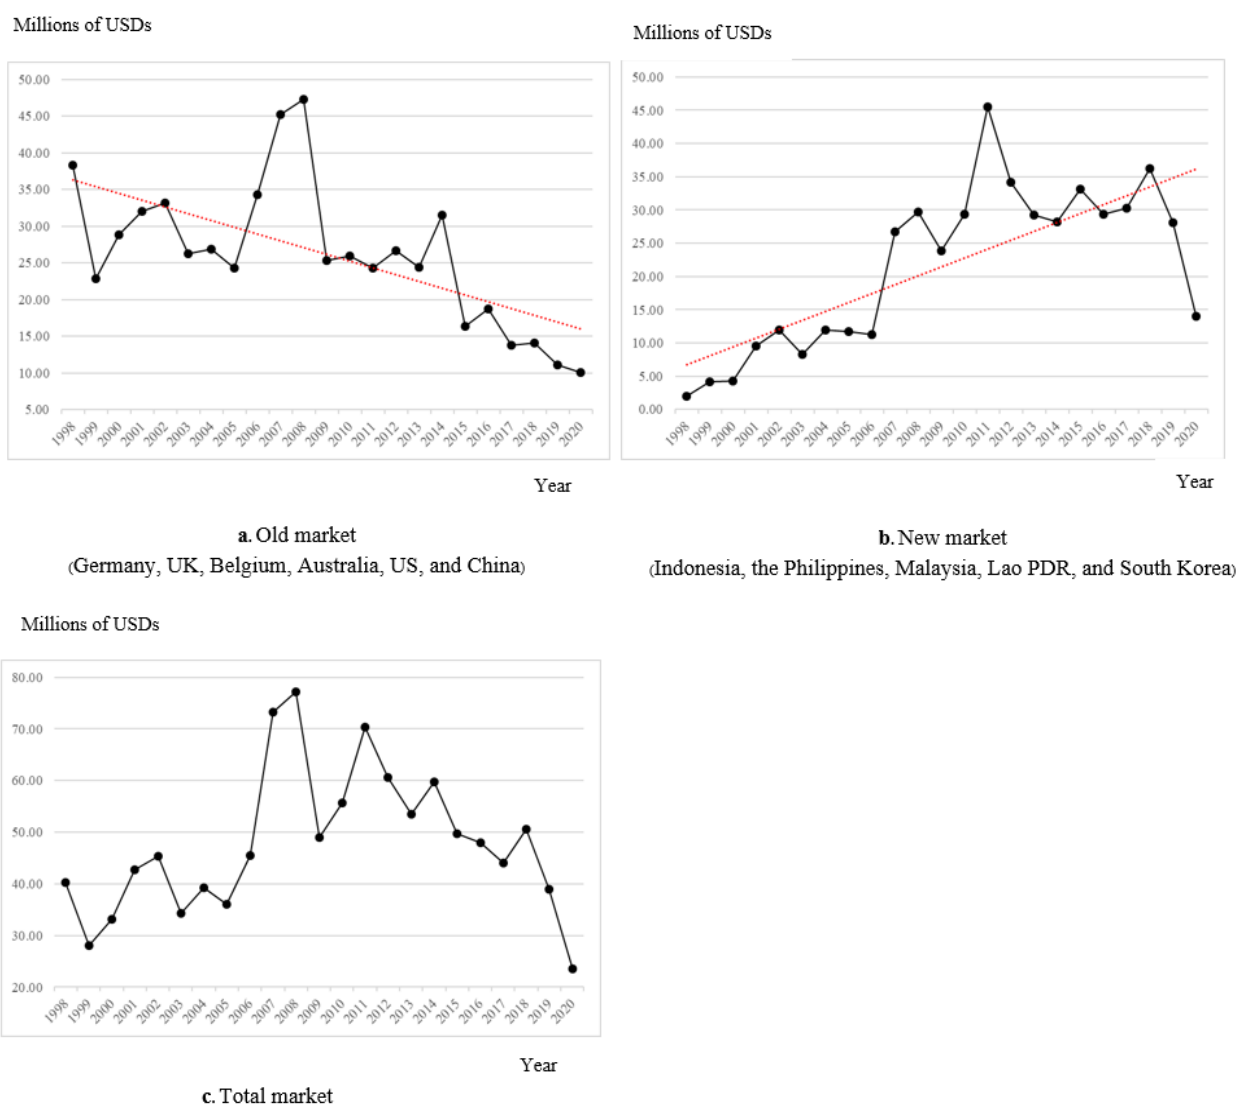 Millions of USDs
50.00
45.00
40.00
35.00
30.00
25.00
20.00
15.00
10.00
5.00
1998 1999 2000 2001 2002 2003 2004 2005 2006 2007 2008 2009 2010 2011 2012 2013 2014 2015 2016 2017 2018 2019 2020
Year
a. Old market
(Germany, UK, Belgium, Australia, US, and China)
Millions of USDs
50.00
45.00
40.00
35.00
30.00
25.00
20.00
15.00
10.00
5.00
0.00
1998 1999 2000 2001 2002 2003 2004 2005 2006 2007 2008 2009 2010 2011 2012 2013 2014 2015 2016 2017 2018 2019 2020
Year
b. New market
(Indonesia, the Philippines, Malaysia, Lao PDR, and South Korea)
Millions of USDs
80.00
70.00
60.00
50.00
40.00
30.00
20.00
1998 1999 2000 2001 2002 2003 2004 2005 2006 2007 2008 2009 2010 2011 2012 2013 2014 2015 2016 2017 2018 2019 2020
Year
c. Total market